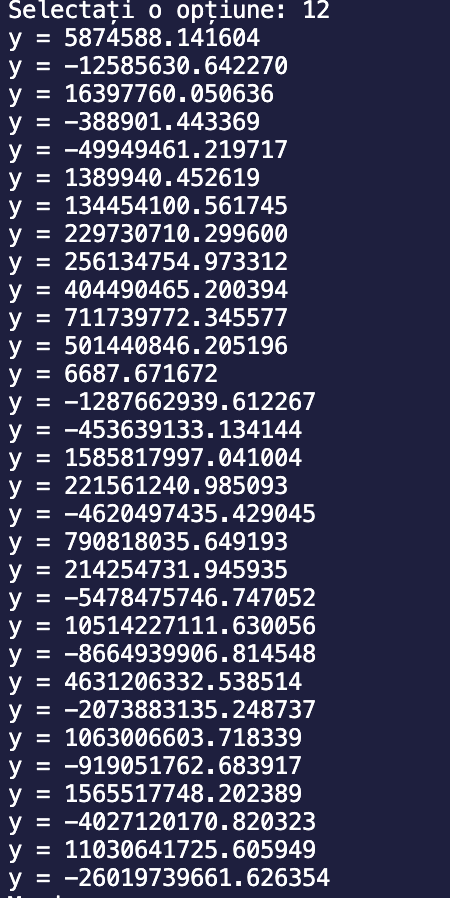 Selectați o opțiune: 12
y = 5874588.141604
y = -12585630.642270
y = 16397760.050636
y = -388901.443369
y = -49949461.219717
y = 1389940.452619
y = 134454100.561745
y = 229730710.299600
y = 256134754.973312
y = 404490465.200394
y = 711739772.345577
y = 501440846.205196
y = 6687.671672
y = -1287662939.612267
y = -453639133.134144
y = 1585817997.041004
y = 221561240.985093
y = -4620497435.429045
y = 790818035.649193
y = 214254731.945935
y = -5478475746.747052
y = 10514227111.630056
y = -8664939906.814548
y = 4631206332.538514
y = -2073883135.248737
y = 1063006603.718339
y = -919051762.683917
y = 1565517748.202389
y = -4027120170.820323
y = 11030641725.605949
y = -26019739661.626354